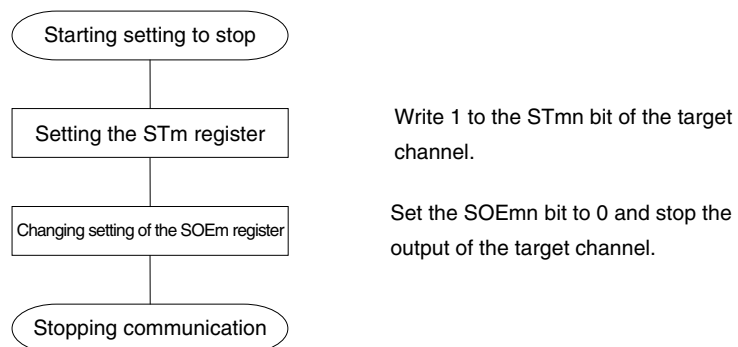 Starting setting to stop
Setting the STm register
Write 1 to the STmn bit of the target
channel.
Changing setting of the SOEm register
Set the SOEmn bit to 0 and stop the
output of the target channel.
Stopping communication